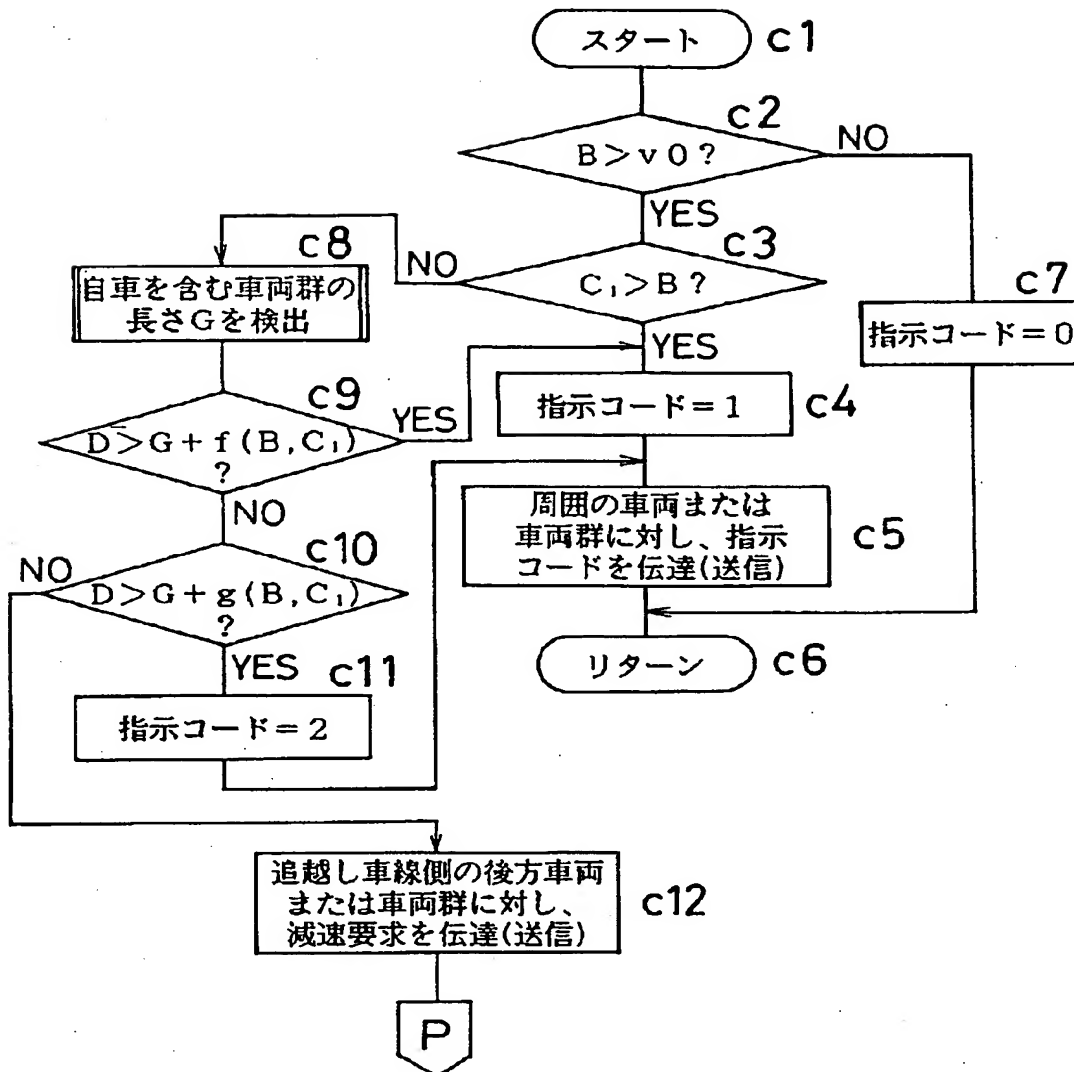 スタート c1
c2
B>v0?
NO
YES
c3
C₁>B?
NO
YES
c7
指示コード=0
c8
自車を含む車両群の
長さGを検出
c9
D>G+f(B,C₁)
?
YES
NO
指示コード=1 c4
周囲の車両または
車両群に対し、指示
コードを伝達(送信)
c5
リターン c6
c10
D>G+g(B,C₁)
?
NO
YES
c11
指示コード=2
追越し車線側の後方車両
または車両群に対し、
減速要求を伝達(送信)
c12
P